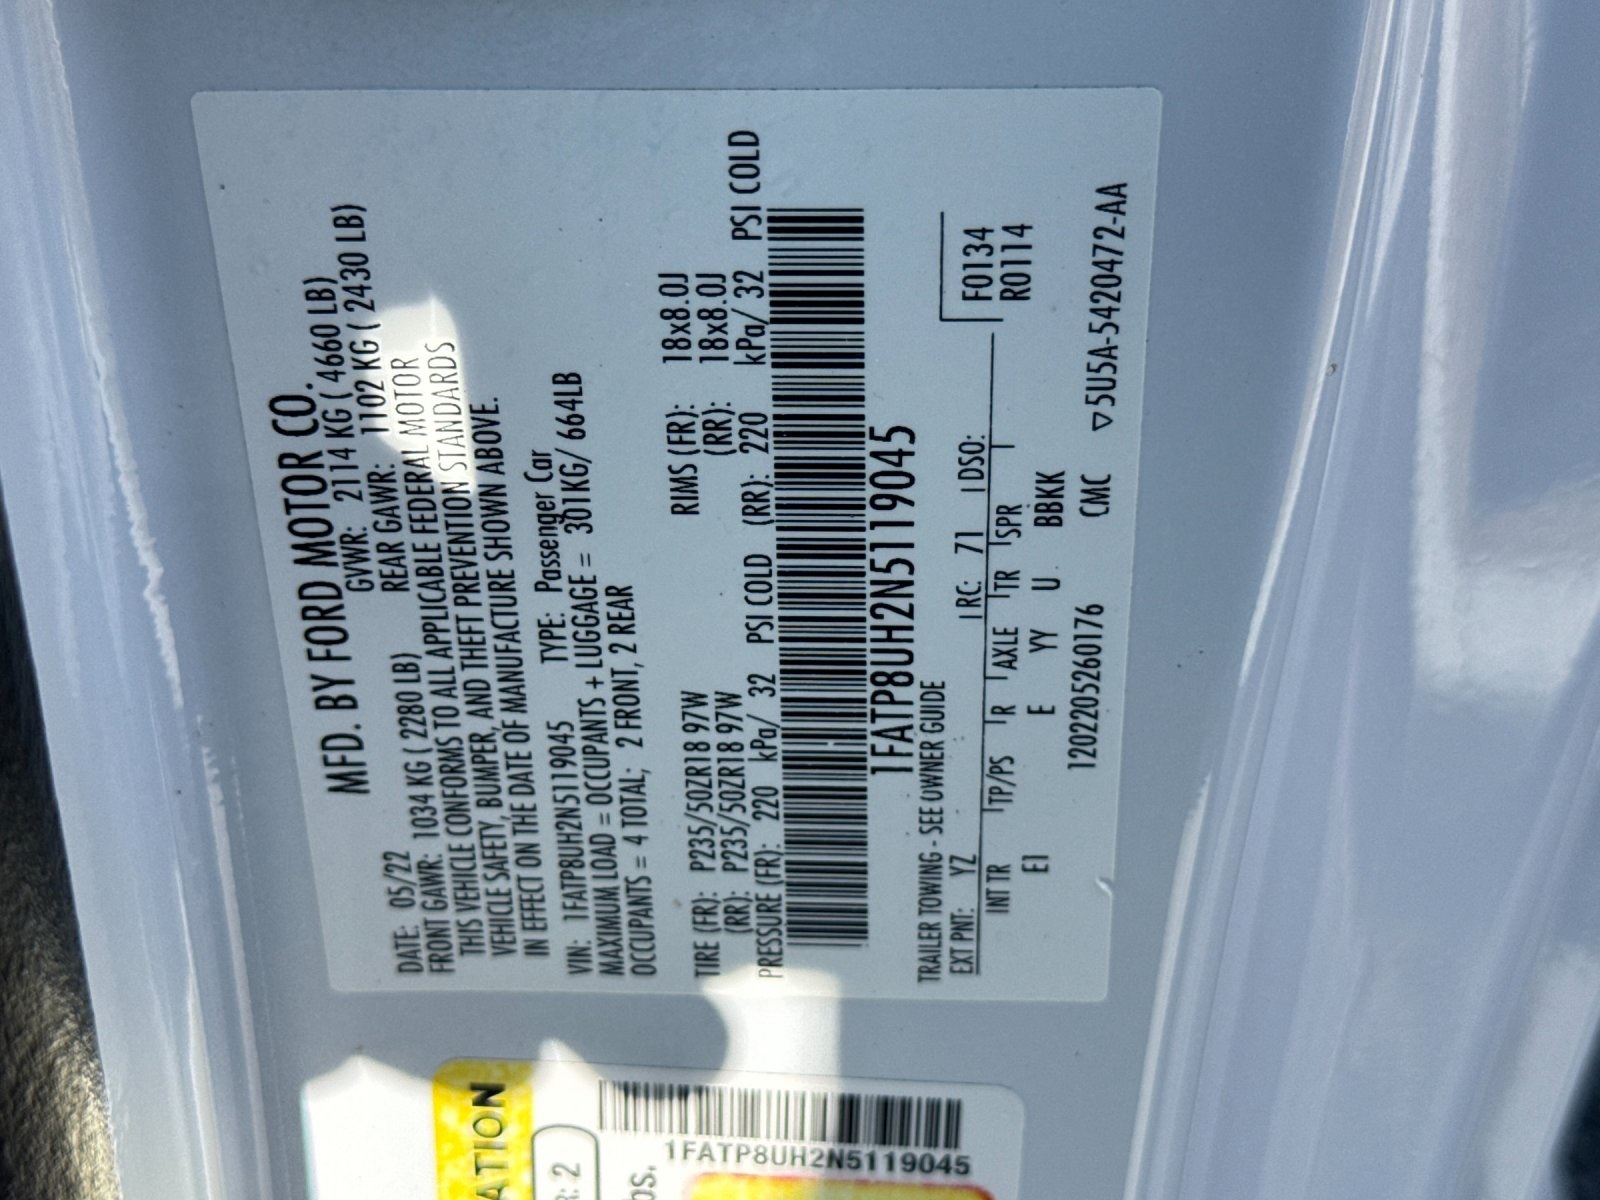 MFD. BY FORD MOTOR CO.
DATE: 05/22 GVWR: 2114 KG ( 4660 LB)
FRONT GAWR: 1034 KG ( 2280 LB) REAR GAWR: 1102 KG ( 2430 LB)
THIS VEHICLE CONFORMS TO ALL APPLICABLE FEDERAL MOTOR
VEHICLE SAFETY, BUMPER, AND THEFT PREVENTION STANDARDS
IN EFFECT ON THE DATE OF MANUFACTURE SHOWN ABOVE.
VIN: 1FATP8UH2N5119045 TYPE: Passenger Car
MAXIMUM LOAD = OCCUPANTS + LUGGAGE = 301KG/ 664LB
OCCUPANTS = 4 TOTAL; 2 FRONT, 2 REAR
TIRE (FR): P235/50ZR18 97W RIMS (FR): 18x8.0J
(RR): P235/50ZR18 97W (RR): 18x8.0J
PRESSURE (FR): 220 kPa/ 32 PSI COLD (RR): 220 kPa/ 32 PSI COLD
1FATP8UH2N5119045
TRAILER TOWING - SEE OWNER GUIDE
EXT PNT: YZ RC: 71 DSO: F0134
INT TR TP/PS R AXLE TR SPR R0114
E1 E YY U BBKK
1202205260176 CMC ▽5U5A-5420472-AA
ATION
R: 2
bs.
1FATP8UH2N5119045